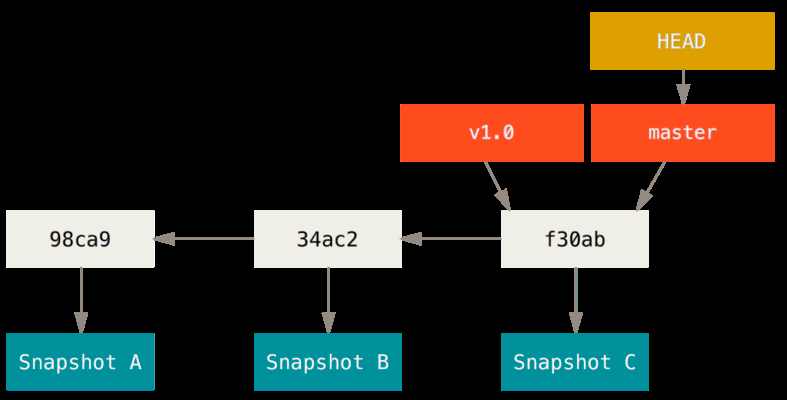 HEAD
v1.0
master
98ca9
34ac2
f30ab
Snapshot A
Snapshot B
Snapshot C